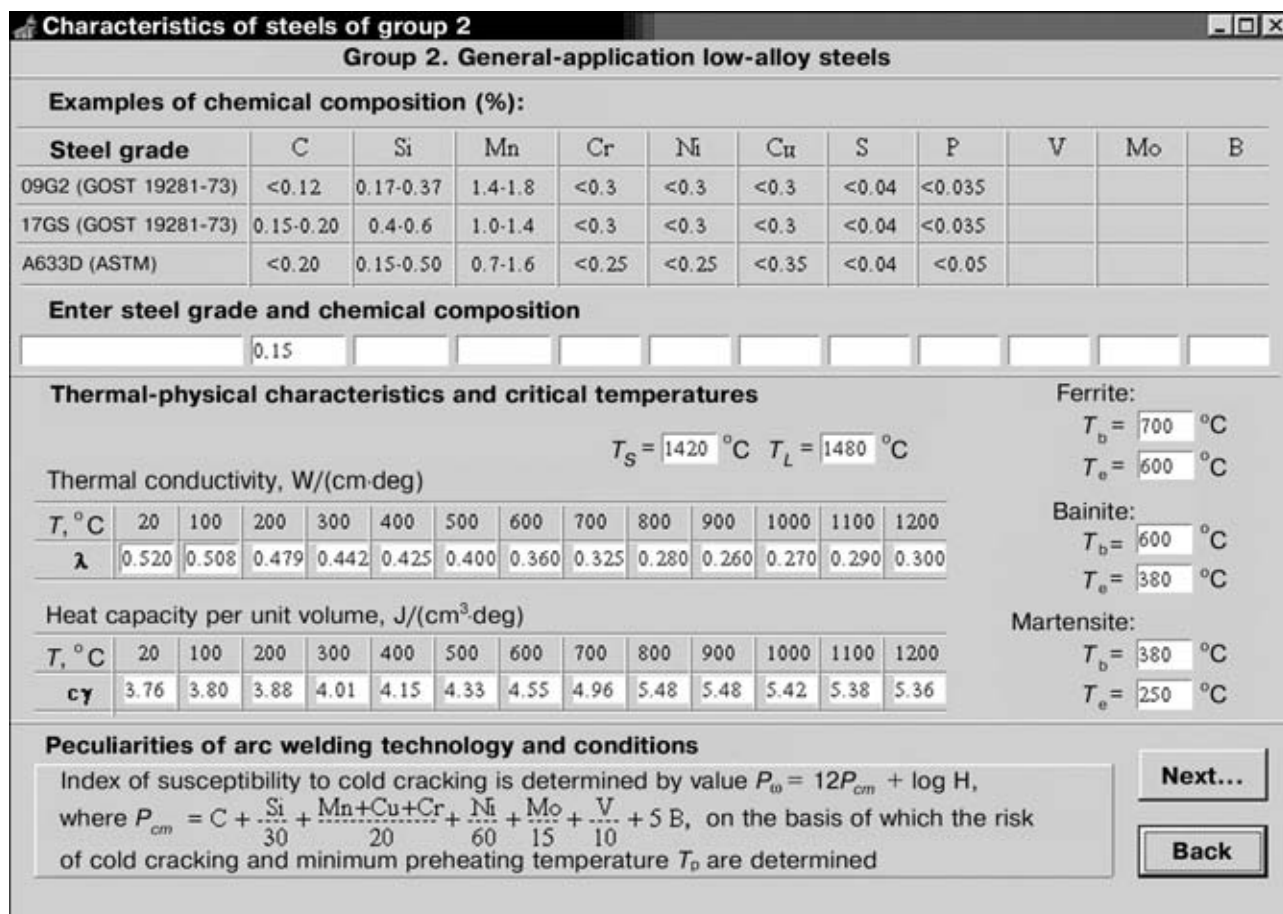 Characteristics of steels of group 2
Group 2. General-application low-alloy steels
Examples of chemical composition (%):
Steel grade C Si Mn Cr Ni Cu S P V Mo B
09G2 (GOST 19281-73) <0.12 0.17-0.37 1.4-1.8 <0.3 <0.3 <0.3 <0.04 <0.035
17GS (GOST 19281-73) 0.15-0.20 0.4-0.6 1.0-1.4 <0.3 <0.3 <0.3 <0.04 <0.035
A633D (ASTM) <0.20 0.15-0.50 0.7-1.6 <0.25 <0.25 <0.35 <0.04 <0.05
Enter steel grade and chemical composition
0.15
Thermal-physical characteristics and critical temperatures
T_S = 1420 °C T_L = 1480 °C
Thermal conductivity, W/(cm·deg)
T, °C 20 100 200 300 400 500 600 700 800 900 1000 1100 1200
λ 0.520 0.508 0.479 0.442 0.425 0.400 0.360 0.325 0.280 0.260 0.270 0.290 0.300
Heat capacity per unit volume, J/(cm³·deg)
T, °C 20 100 200 300 400 500 600 700 800 900 1000 1100 1200
cγ 3.76 3.80 3.88 4.01 4.15 4.33 4.55 4.96 5.48 5.48 5.42 5.38 5.36
Ferrite:
T_b = 700 °C
T_e = 600 °C
Bainite:
T_b = 600 °C
T_e = 380 °C
Martensite:
T_b = 380 °C
T_e = 250 °C
Peculiarities of arc welding technology and conditions
Index of susceptibility to cold cracking is determined by value P_ω = 12P_cm + log H,
where P_cm = C + Si/30 + Mn+Cu+Cr/20 + Ni/60 + Mo/15 + V/10 + 5 B, on the basis of which the risk
of cold cracking and minimum preheating temperature T_p are determined
Next...
Back